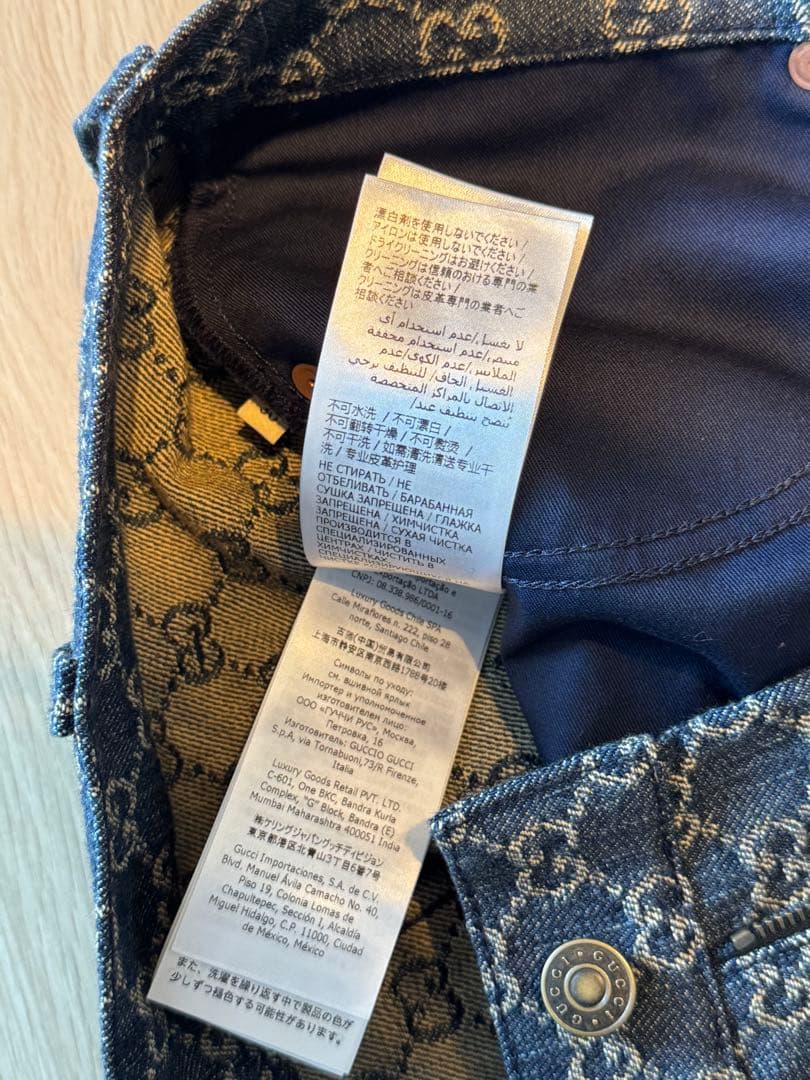 漂白剤を使用しないでください/
アイロンは使用しないでください/
ドライクリーニングはお避けください/
クリーニングは信頼のおける専門の業
者へご相談ください/
クリーニングは皮革専門の業者へご
相談ください
لا يغسل/عدم استخدام أي
مبيض/عدم استخدام مجففة
الملابس/عدم الكوي/عدم
الغسيل الجاف/ للتنظيف يرجى
الاتصال بالمراكز المتخصصة
不可水洗 / 不可漂白 /
不可翻转干燥 / 不可熨烫 /
不可干洗 / 如需清洗请送专业干
洗 / 专业皮革护理
НЕ СТИРАТЬ / НЕ
ОТБЕЛИВАТЬ / БАРАБАННАЯ
СУШКА ЗАПРЕЩЕНА / ГЛАЖКА
ЗАПРЕЩЕНА / ХИМЧИСТКА
ЗАПРЕЩЕНА / СУХАЯ ЧИСТКА
ПРОИЗВОДИТСЯ В
СПЕЦИАЛИЗИРОВАННЫХ
ЦЕНТРАХ / ЧИСТИТЬ В
ХИМЧИСТКАХ
portação e
ortação LTDA
CNPJ: 08.338.986/0001-16
Luxury Goods Chile SPA
Calle Miraflores n. 222, piso 28
norte, Santiago Chile
古驰(中国)贸易有限公司
上海市静安区南京西路1788号20楼
Символы по уходу:
см. вшивной ярлык
Импортер и уполномоченное
изготовителем лицо:
ООО «ГУЧЧИ РУС», Москва,
Петровка, 16
Изготовитель: GUCCIO GUCCI
S.p.A, via Tornabuoni,73/R Firenze,
Italia
Luxury Goods Retail PVT. LTD.
C-601, One BKC, Bandra Kurla
Complex, "G" Block, Bandra (E)
Mumbai Maharashtra 400051 India
㈱ケリングジャパングッチディビジョン
東京都港区北青山3丁目6番7号
Gucci Importaciones, S.A. de C.V.
Blvd. Manuel Ávila Camacho No. 40,
Piso 19, Colonia Lomas de
Chapultepec, Sección I, Alcaldía
Miguel Hidalgo, C.P. 11000, Ciudad
de México, México
また、洗濯を繰り返す中で製品の色が
少しずつ褪色する可能性があります。
GUCCI • GUCCI